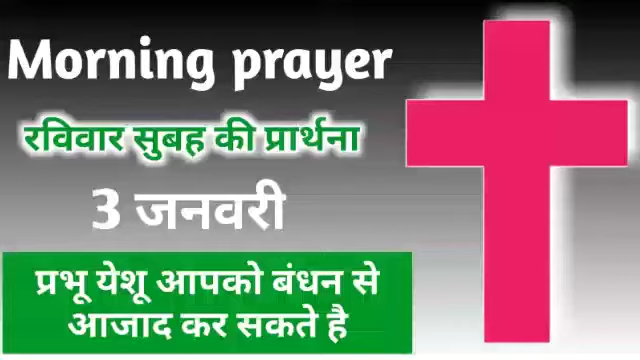 Morning prayer
रविवार सुबह की प्रार्थना
3 जनवरी
प्रभू येशू आपको बंधन से
आजाद कर सकते है